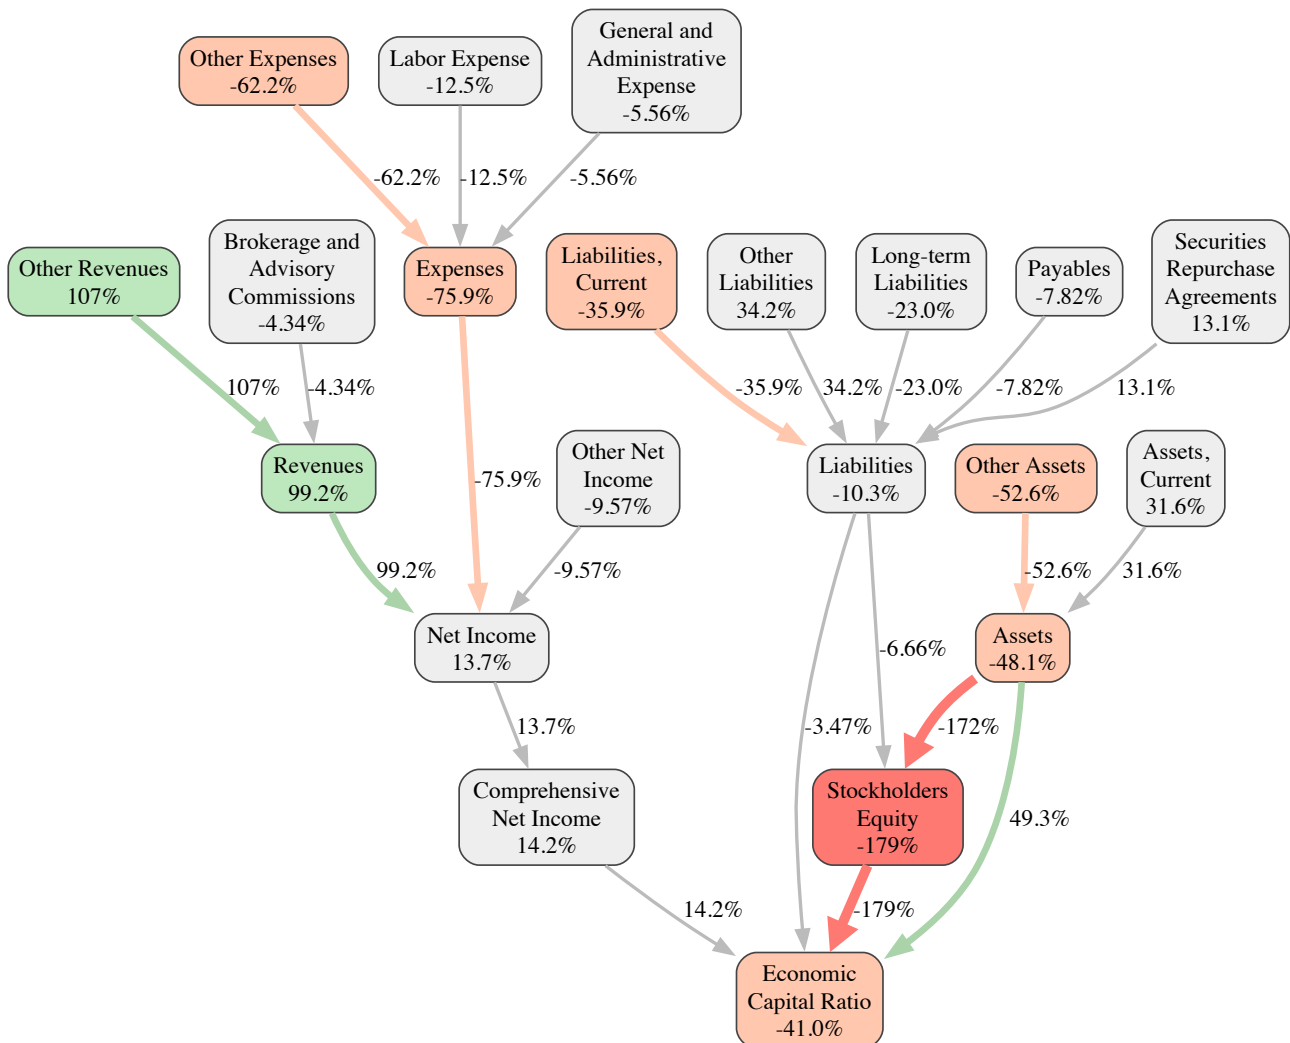 General and
Administrative
Expense
-5.56%
Other Expenses
-62.2%
Labor Expense
-12.5%
-62.2%
-12.5%
-5.56%
Other Revenues
107%
Brokerage and
Advisory
Commissions
-4.34%
Expenses
-75.9%
Liabilities,
Current
-35.9%
Other
Liabilities
34.2%
Long-term
Liabilities
-23.0%
Payables
-7.82%
Securities
Repurchase
Agreements
13.1%
107%
-4.34%
-35.9%
34.2%
-23.0%
-7.82%
13.1%
Revenues
99.2%
-75.9%
Other Net
Income
-9.57%
Liabilities
-10.3%
Other Assets
-52.6%
Assets,
Current
31.6%
99.2%
-9.57%
-52.6%
31.6%
Net Income
13.7%
-6.66%
Assets
-48.1%
13.7%
-3.47%
-172%
Comprehensive
Net Income
14.2%
Stockholders
Equity
-179%
49.3%
14.2%
-179%
Economic
Capital Ratio
-41.0%